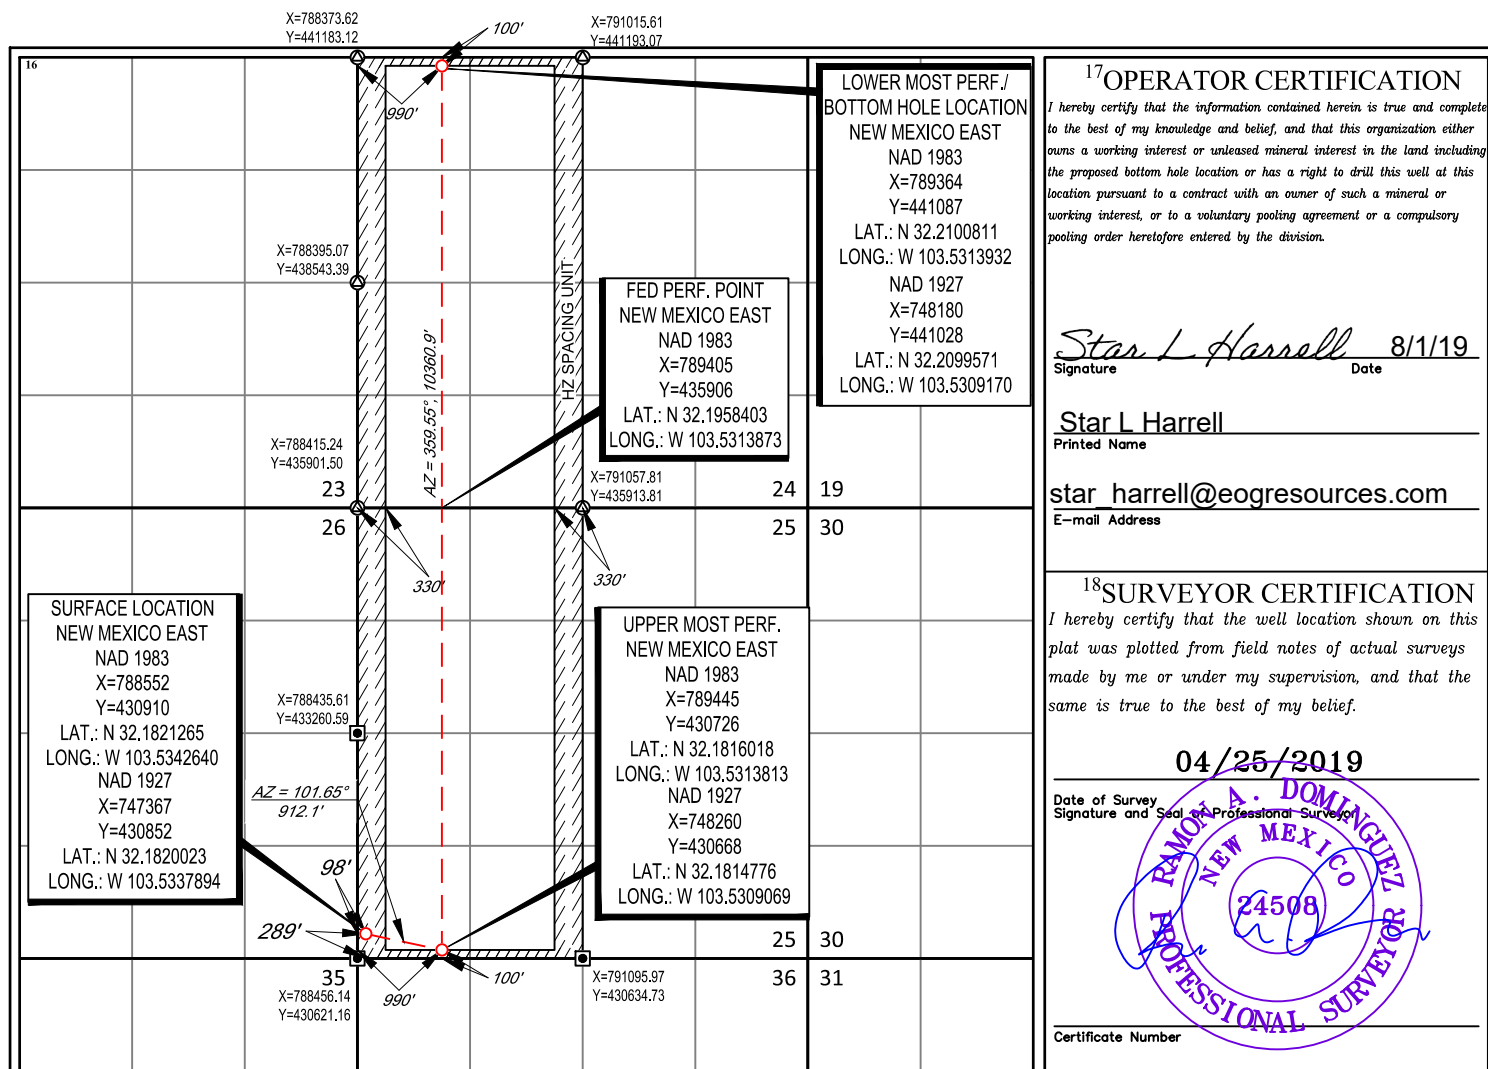 X=788373.62
Y=441183.12
100'
X=791015.61
Y=441193.07
16
990'
LOWER MOST PERF./
BOTTOM HOLE LOCATION
NEW MEXICO EAST
NAD 1983
X=789364
Y=441087
LAT.: N 32.2100811
LONG.: W 103.5313932
NAD 1927
X=748180
Y=441028
LAT.: N 32.2099571
LONG.: W 103.5309170
X=788395.07
Y=438543.39
HZ SPACING UNIT
AZ = 359.55°, 10360.9'
FED PERF. POINT
NEW MEXICO EAST
NAD 1983
X=789405
Y=435906
LAT.: N 32.1958403
LONG.: W 103.5313873
X=788415.24
Y=435901.50
X=791057.81
Y=435913.81
23
24
19
26
25
30
330'
330'
SURFACE LOCATION
NEW MEXICO EAST
NAD 1983
X=788552
Y=430910
LAT.: N 32.1821265
LONG.: W 103.5342640
NAD 1927
X=747367
Y=430852
LAT.: N 32.1820023
LONG.: W 103.5337894
UPPER MOST PERF.
NEW MEXICO EAST
NAD 1983
X=789445
Y=430726
LAT.: N 32.1816018
LONG.: W 103.5313813
NAD 1927
X=748260
Y=430668
LAT.: N 32.1814776
LONG.: W 103.5309069
X=788435.61
Y=433260.59
AZ = 101.65°
912.1'
98'
289'
25
30
35
36
31
990'
100'
X=788456.14
Y=430621.16
X=791095.97
Y=430634.73
17 OPERATOR CERTIFICATION
I hereby certify that the information contained herein is true and complete
to the best of my knowledge and belief, and that this organization either
owns a working interest or unleased mineral interest in the land including
the proposed bottom hole location or has a right to drill this well at this
location pursuant to a contract with an owner of such a mineral or
working interest, or to a voluntary pooling agreement or a compulsory
pooling order heretofore entered by the division.
Star L Harrell 8/1/19
Signature Date
Star L Harrell
Printed Name
star_harrell@eogresources.com
E-mail Address
18 SURVEYOR CERTIFICATION
I hereby certify that the well location shown on this
plat was plotted from field notes of actual surveys
made by me or under my supervision, and that the
same is true to the best of my belief.
04/25/2019
Date of Survey
Signature and Seal of Professional Surveyor
RAMON A. DOMINGUEZ
NEW MEXICO
24508
PROFESSIONAL SURVEYOR
Certificate Number